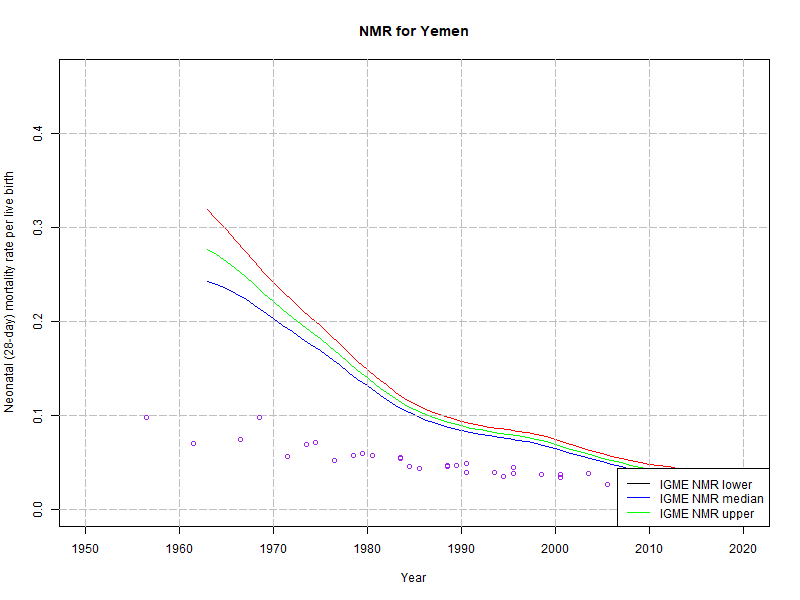 NMR for Yemen
Neonatal (28-day) mortality rate per live birth
0.4
0.3
0.2
0.1
0.0
IGME NMR lower
IGME NMR median
IGME NMR upper
1950 1960 1970 1980 1990 2000 2010 2020
Year